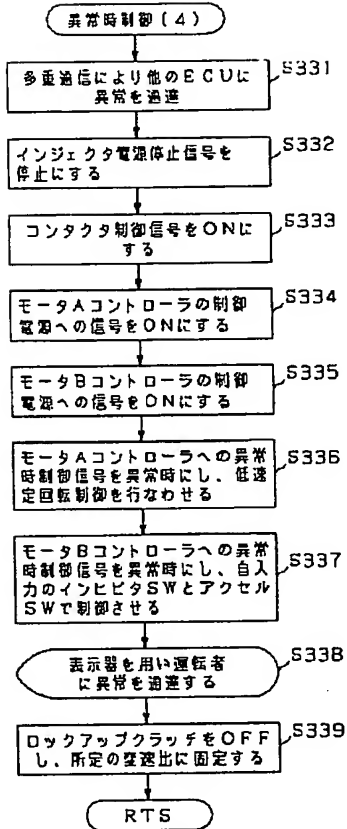 異常時制御(4)
多重通信により他のECUに
異常を通達
S331
インジェクタ電源停止信号を
停止にする
S332
コンタクタ制御信号をONに
する
S333
モータAコントローラの制御
電源への信号をONにする
S334
モータBコントローラの制御
電源への信号をONにする
S335
モータAコントローラへの異常
時制御信号を異常時にし、低速
定回転制御を行なわせる
S336
モータBコントローラへの異常
時制御信号を異常時にし、自入
力のインヒビタSWとアクセル
SWで制御させる
S337
表示器を用い運転者
に異常を通達する
S338
ロックアップクラッチをOFF
し、所定の変速出に固定する
S339
RTS